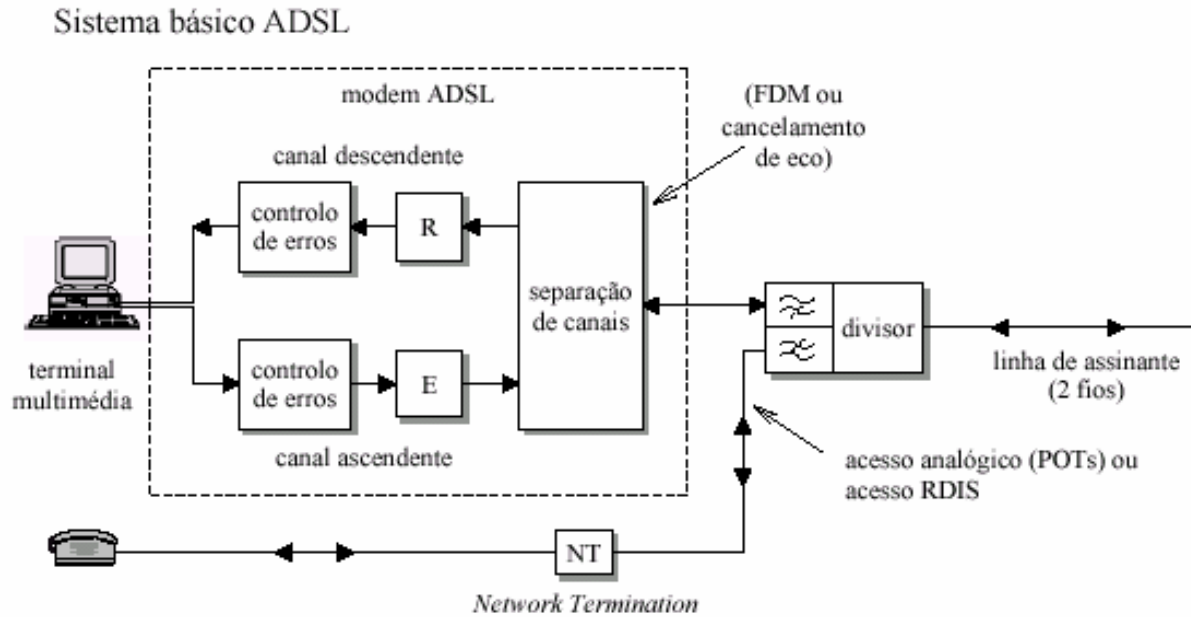 Sistema básico ADSL
modem ADSL
(FDM ou
cancelamento
de eco)
canal descendente
controlo
de erros
R
separação
de canais
divisor
terminal
multimédia
controlo
de erros
E
linha de assinante
(2 fios)
canal ascendente
acesso analógico (POTs) ou
acesso RDIS
NT
Network Termination